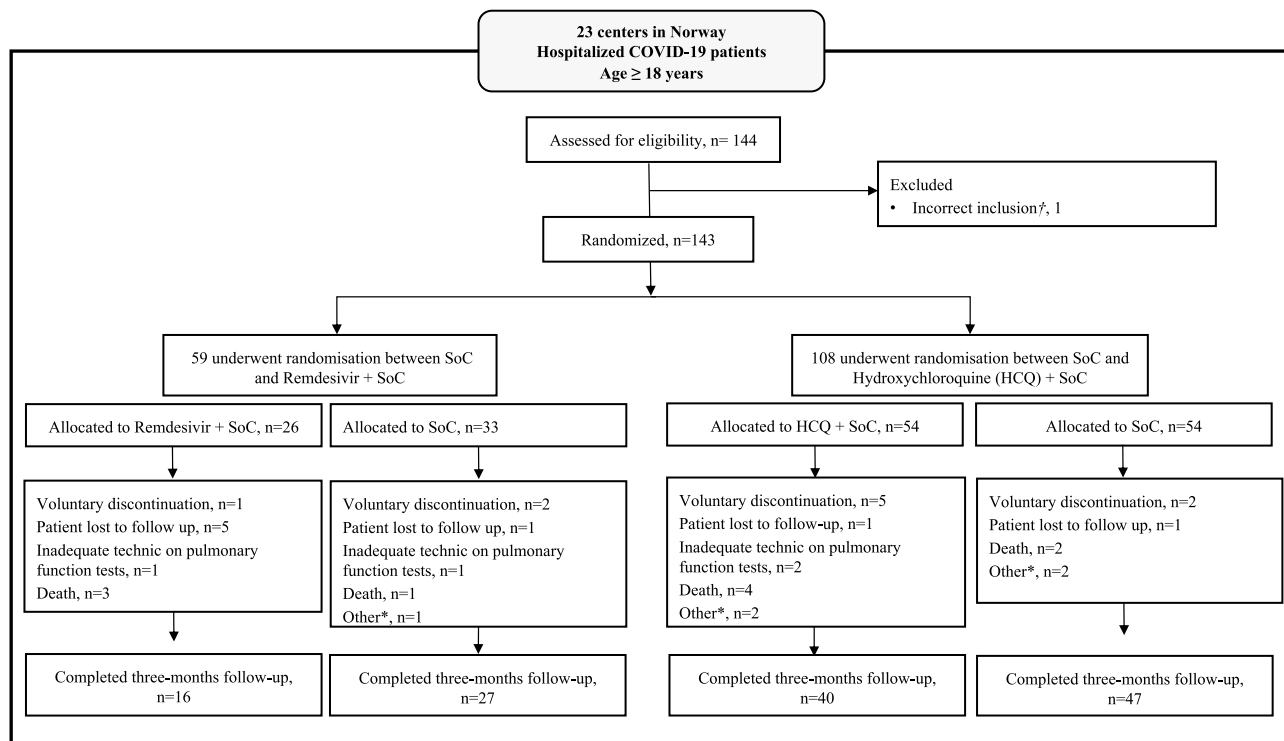 23 centers in Norway
Hospitalized COVID-19 patients
Age ≥ 18 years
Assessed for eligibility, n= 144
Excluded
• Incorrect inclusion†, 1
Randomized, n=143
59 underwent randomisation between SoC
and Remdesivir + SoC
108 underwent randomisation between SoC and
Hydroxychloroquine (HCQ) + SoC
Allocated to Remdesivir + SoC, n=26
Allocated to SoC, n=33
Allocated to HCQ + SoC, n=54
Allocated to SoC, n=54
Voluntary discontinuation, n=1
Patient lost to follow up, n=5
Inadequate technic on pulmonary
function tests, n=1
Death, n=3
Voluntary discontinuation, n=2
Patient lost to follow up, n=1
Inadequate technic on pulmonary
function tests, n=1
Death, n=1
Other*, n=1
Voluntary discontinuation, n=5
Patient lost to follow-up, n=1
Inadequate technic on pulmonary
function tests, n=2
Death, n=4
Other*, n=2
Voluntary discontinuation, n=2
Patient lost to follow up, n=1
Death, n=2
Other*, n=2
Completed three-months follow-up,
n=16
Completed three-months follow-up,
n=27
Completed three-months follow-up,
n=40
Completed three-months follow-up,
n=47